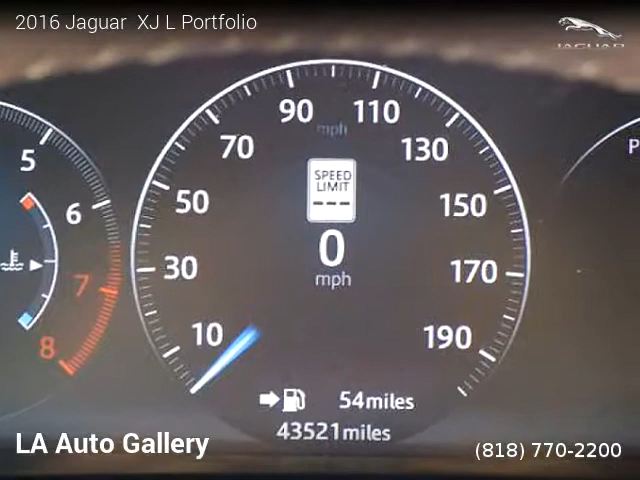 2016 Jaguar  XJ L Portfolio
JAGUAR
90
110
mph
70
130
5
SPEED
LIMIT
---
50
150
6
0
mph
30
170
7
10
190
8
54miles
43521miles
LA Auto Gallery
(818) 770-2200
P